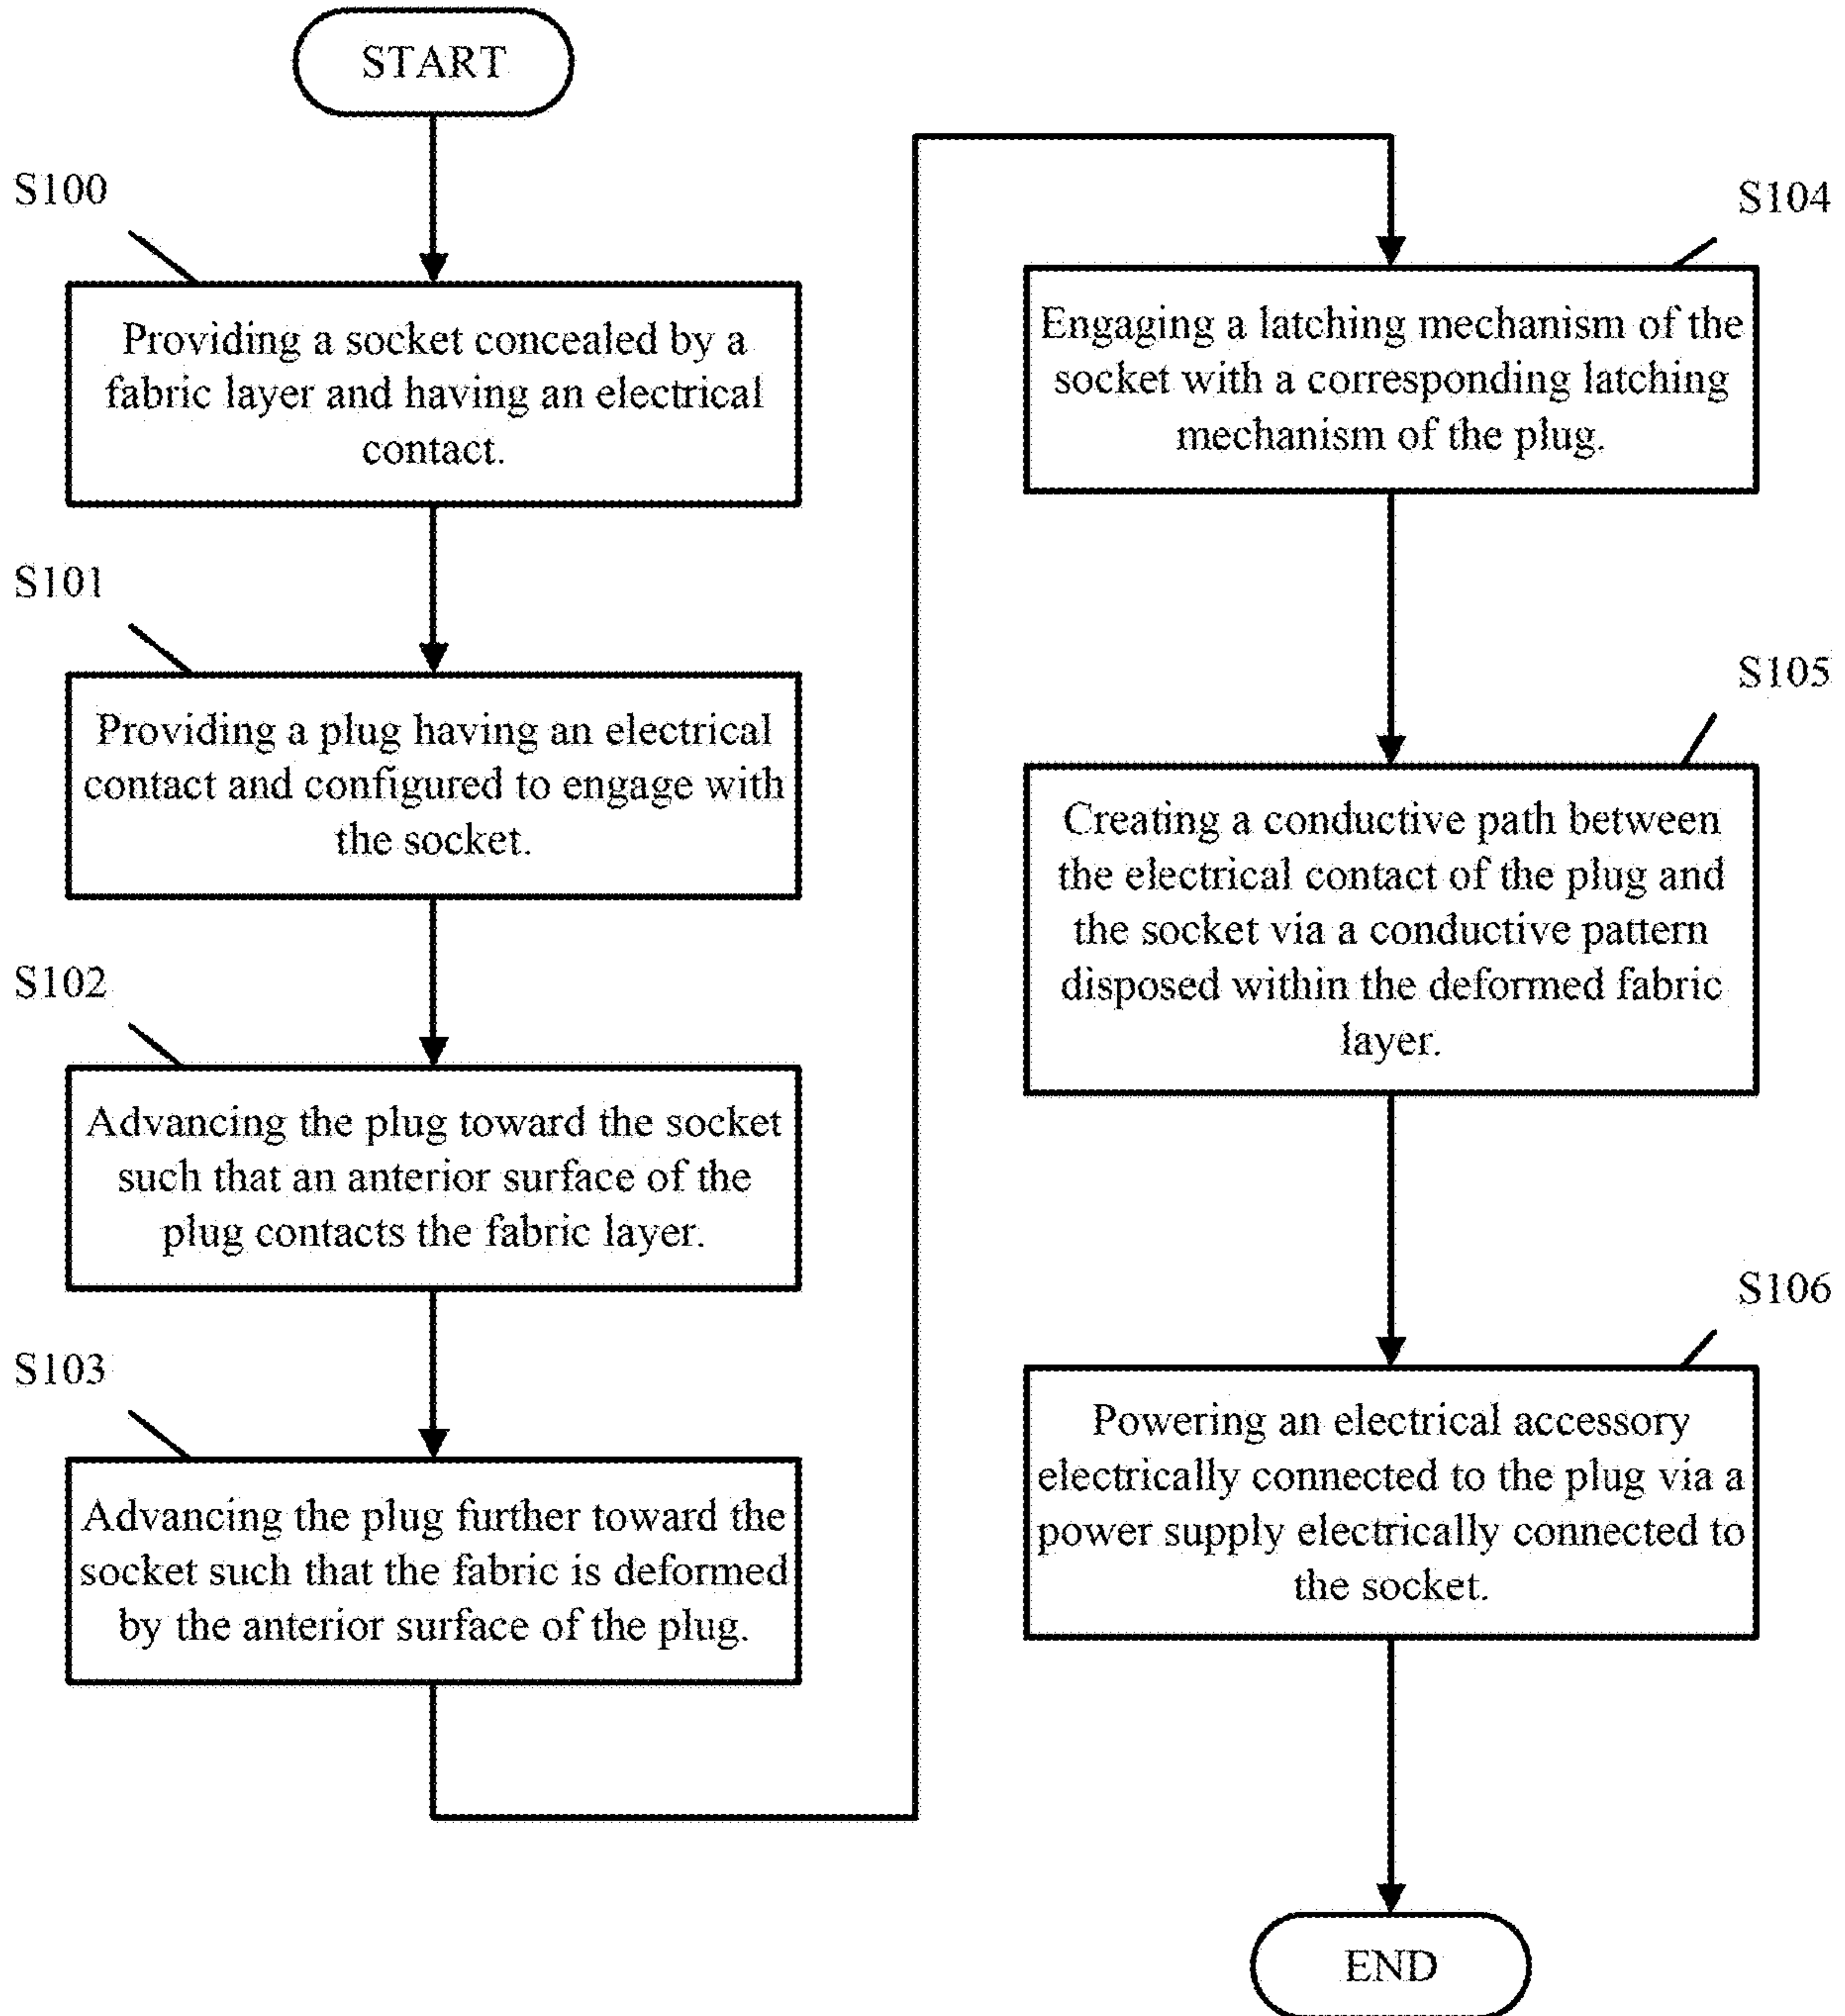 START
S100
Providing a socket concealed by a
fabric layer and having an electrical
contact.
S101
Providing a plug having an electrical
contact and configured to engage with
the socket.
S102
Advancing the plug toward the socket
such that an anterior surface of the
plug contacts the fabric layer.
S103
Advancing the plug further toward the
socket such that the fabric is deformed
by the anterior surface of the plug.
S104
Engaging a latching mechanism of the
socket with a corresponding latching
mechanism of the plug.
S105
Creating a conductive path between
the electrical contact of the plug and
the socket via a conductive pattern
disposed within the deformed fabric
layer.
S106
Powering an electrical accessory
electrically connected to the plug via a
power supply electrically connected to
the socket.
END